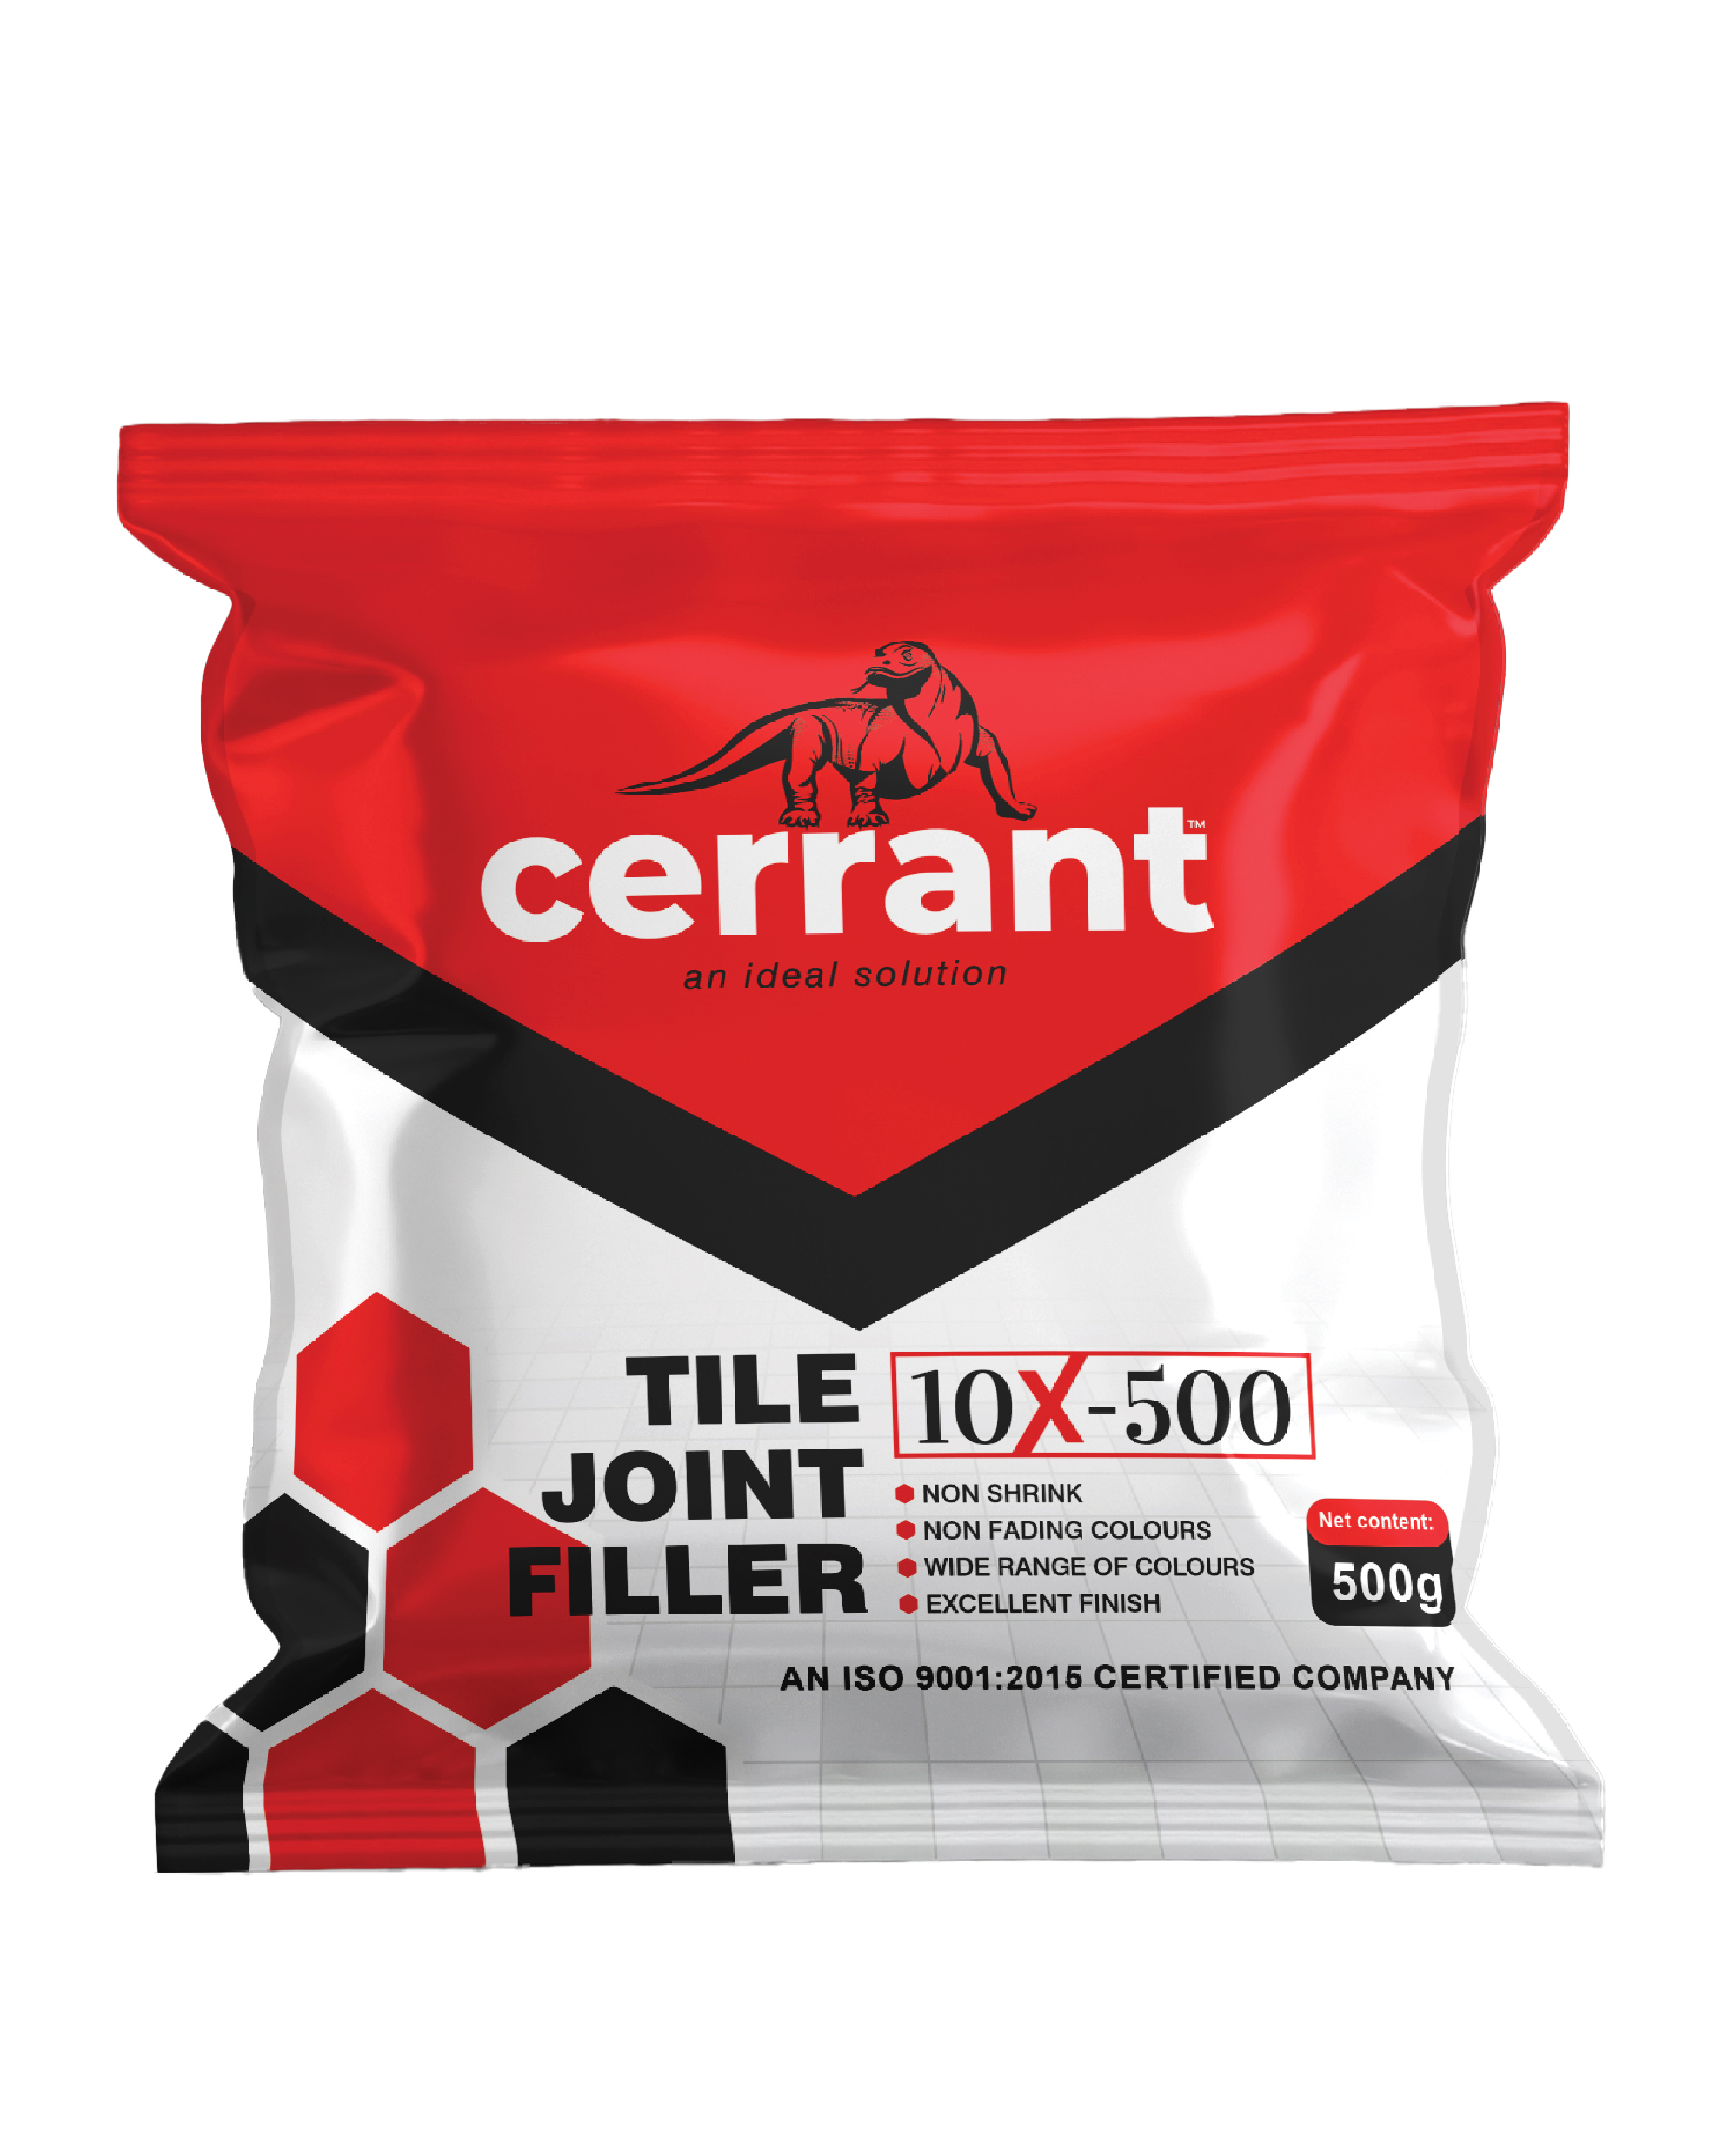 cerrant™
an ideal solution
TILE
JOINT
FILLER
10X-500
NON SHRINK
NON FADING COLOURS
WIDE RANGE OF COLOURS
EXCELLENT FINISH
Net content:
500g
AN ISO 9001:2015 CERTIFIED COMPANY